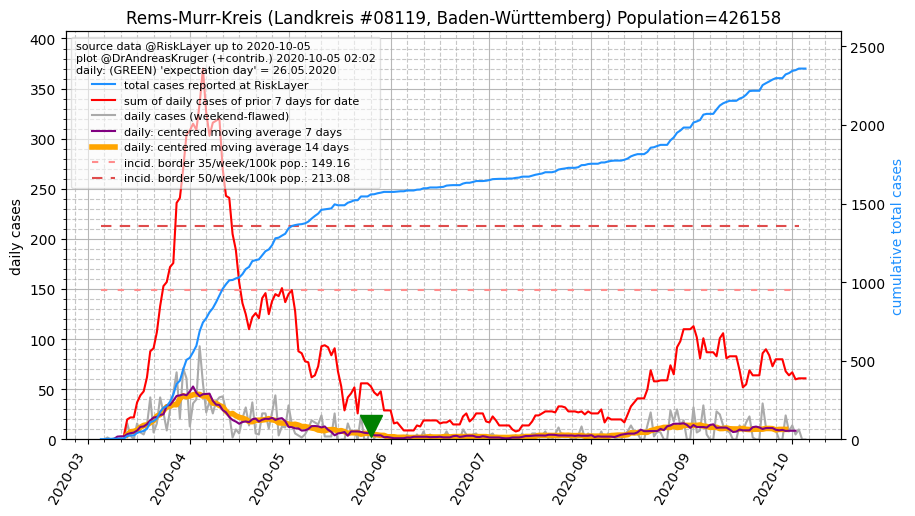 Rems-Murr-Kreis (Landkreis #08119, Baden-Württemberg) Population=426158
source data @RiskLayer up to 2020-10-05
plot @DrAndreasKruger (+contrib.) 2020-10-05 02:02
daily: (GREEN) 'expectation day' = 26.05.2020
total cases reported at RiskLayer
sum of daily cases of prior 7 days for date
daily cases (weekend-flawed)
daily: centered moving average 7 days
daily: centered moving average 14 days
incid. border 35/week/100k pop.: 149.16
incid. border 50/week/100k pop.: 213.08
daily cases
400
350
300
250
200
150
100
50
0
cumulative total cases
2500
2000
1500
1000
500
0
2020-03
2020-04
2020-05
2020-06
2020-07
2020-08
2020-09
2020-10